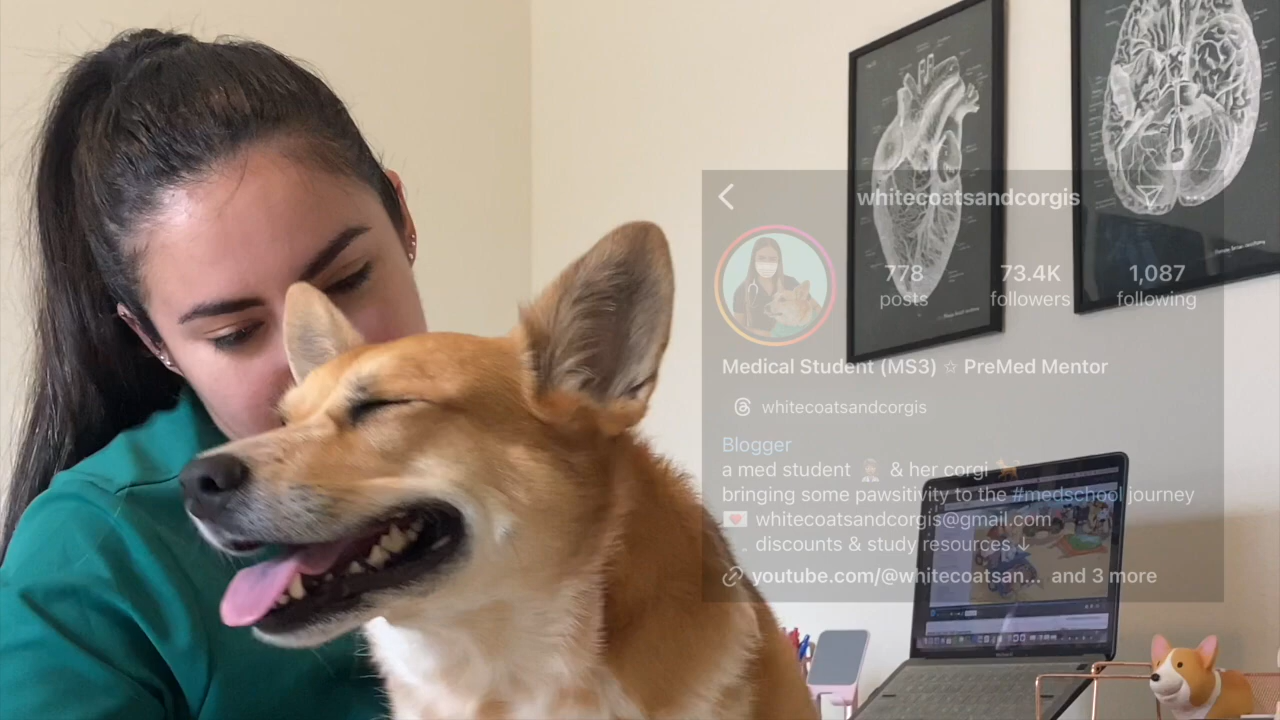 whitecoatsandcorgis
778
73.4K
1,087
posts
followers
following
Medical Student (MS3) ☆ PreMed Mentor
whitecoatsandcorgis
Blogger
a med student & her corgi
bringing some pawsitivity to the #medschool journey
whitecoatsandcorgis@gmail.com
discounts & study resources ↓
youtube.com/@whitecoatsan... and 3 more